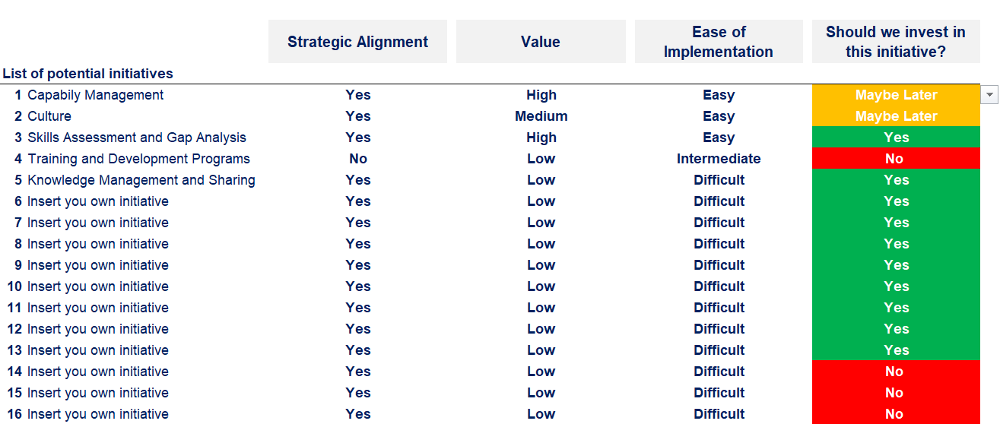 Strategic Alignment Value Ease of Implementation Should we invest in this initiative?
List of potential initiatives
1 Capabily Management Yes High Easy Maybe Later
2 Culture Yes Medium Easy Maybe Later
3 Skills Assessment and Gap Analysis Yes High Easy Yes
4 Training and Development Programs No Low Intermediate No
5 Knowledge Management and Sharing Yes Low Difficult Yes
6 Insert you own initiative Yes Low Difficult Yes
7 Insert you own initiative Yes Low Difficult Yes
8 Insert you own initiative Yes Low Difficult Yes
9 Insert you own initiative Yes Low Difficult Yes
10 Insert you own initiative Yes Low Difficult Yes
11 Insert you own initiative Yes Low Difficult Yes
12 Insert you own initiative Yes Low Difficult Yes
13 Insert you own initiative Yes Low Difficult Yes
14 Insert you own initiative Yes Low Difficult No
15 Insert you own initiative Yes Low Difficult No
16 Insert you own initiative Yes Low Difficult No